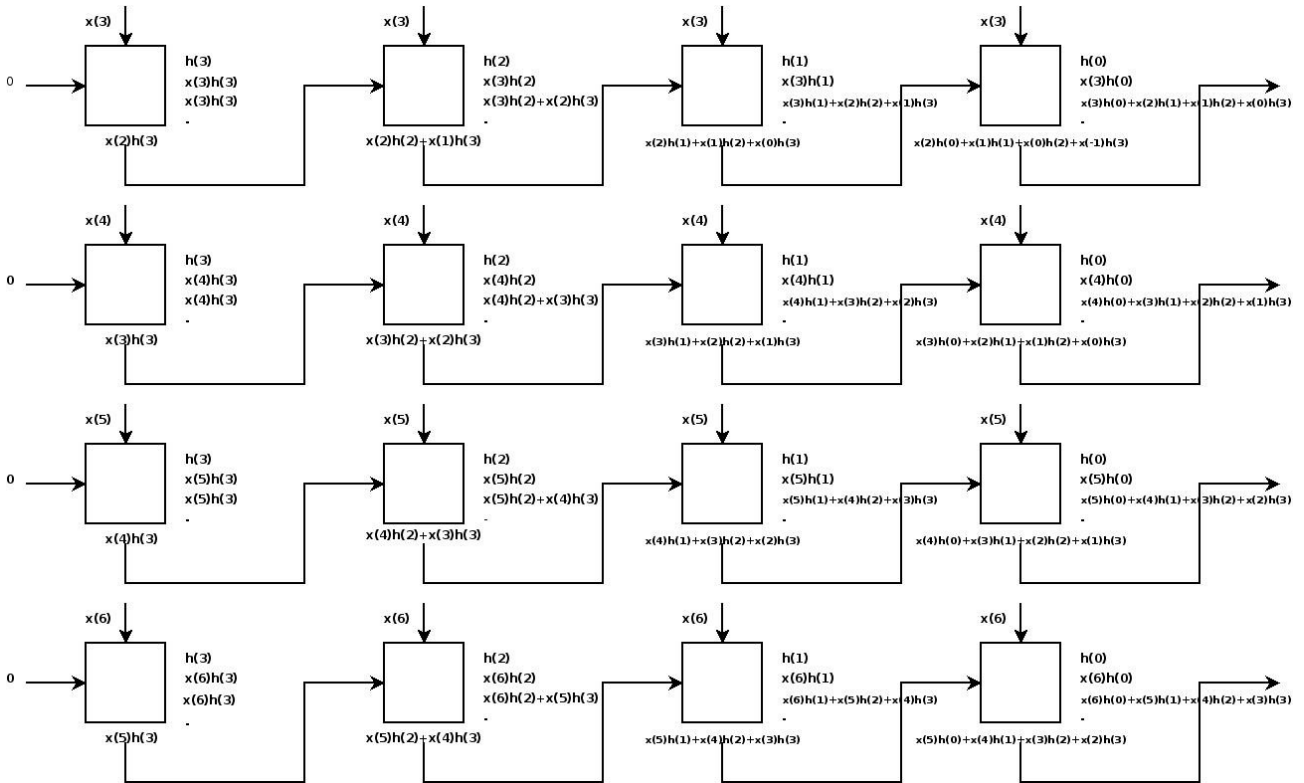 x(3) x(3) x(3) x(3)
h(3) h(2) h(1) h(0)
0 x(3)h(3) x(3)h(2) x(3)h(1) x(3)h(0)
x(3)h(3) x(3)h(2)+x(2)h(3) x(3)h(1)+x(2)h(2)+x(1)h(3) x(3)h(0)+x(2)h(1)+x(1)h(2)+x(0)h(3)
- - - -
x(2)h(3) x(2)h(2)+x(1)h(3) x(2)h(1)+x(1)h(2)+x(0)h(3) x(2)h(0)+x(1)h(1)+x(0)h(2)+x(-1)h(3)
x(4) x(4) x(4) x(4)
h(3) h(2) h(1) h(0)
0 x(4)h(3) x(4)h(2) x(4)h(1) x(4)h(0)
x(4)h(3) x(4)h(2)+x(3)h(3) x(4)h(1)+x(3)h(2)+x(2)h(3) x(4)h(0)+x(3)h(1)+x(2)h(2)+x(1)h(3)
- - - -
x(3)h(3) x(3)h(2)+x(2)h(3) x(3)h(1)+x(2)h(2)+x(1)h(3) x(3)h(0)+x(2)h(1)+x(1)h(2)+x(0)h(3)
x(5) x(5) x(5) x(5)
h(3) h(2) h(1) h(0)
0 x(5)h(3) x(5)h(2) x(5)h(1) x(5)h(0)
x(5)h(3) x(5)h(2)+x(4)h(3) x(5)h(1)+x(4)h(2)+x(3)h(3) x(5)h(0)+x(4)h(1)+x(3)h(2)+x(2)h(3)
- - - -
x(4)h(3) x(4)h(2)+x(3)h(3) x(4)h(1)+x(3)h(2)+x(2)h(3) x(4)h(0)+x(3)h(1)+x(2)h(2)+x(1)h(3)
x(6) x(6) x(6) x(6)
h(3) h(2) h(1) h(0)
0 x(6)h(3) x(6)h(2) x(6)h(1) x(6)h(0)
x(6)h(3) x(6)h(2)+x(5)h(3) x(6)h(1)+x(5)h(2)+x(4)h(3) x(6)h(0)+x(5)h(1)+x(4)h(2)+x(3)h(3)
- - - -
x(5)h(3) x(5)h(2)+x(4)h(3) x(5)h(1)+x(4)h(2)+x(3)h(3) x(5)h(0)+x(4)h(1)+x(3)h(2)+x(2)h(3)